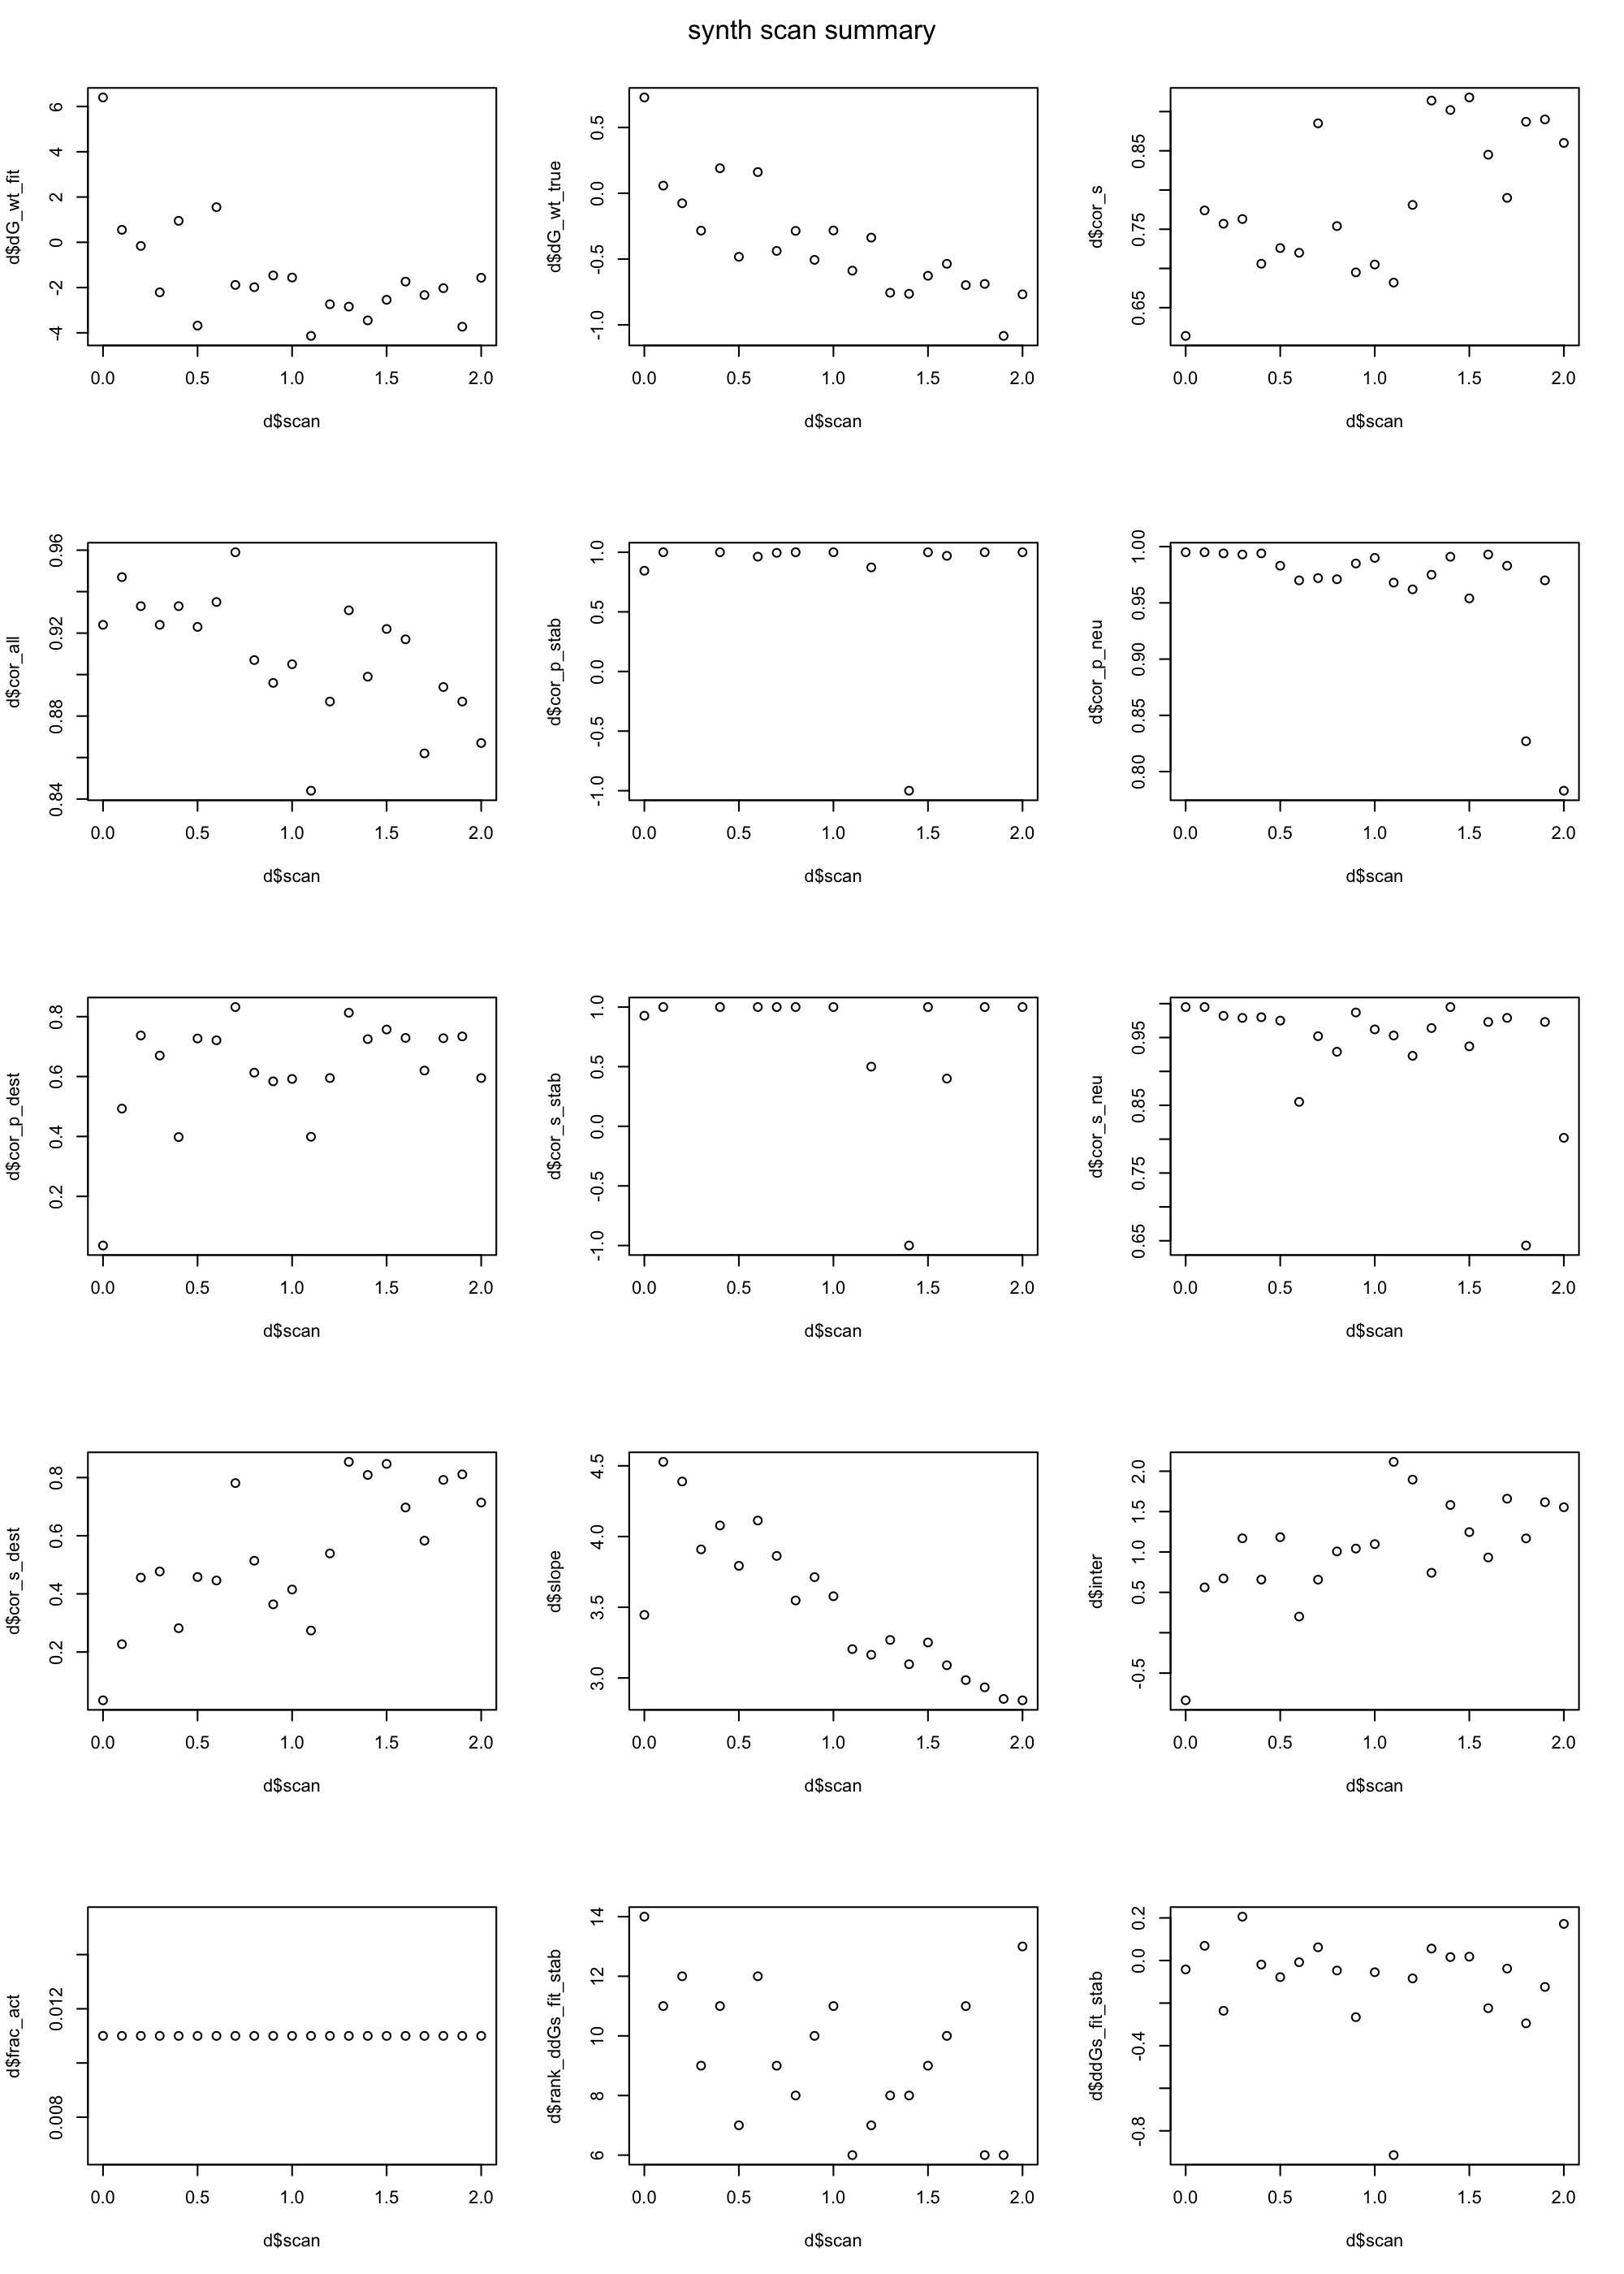 synth scan summary
d$dG_wt_fit
6
4
2
0
-2
-4
0.0 0.5 1.0 1.5 2.0
d$scan
d$dG_wt_true
0.5
0.0
-0.5
-1.0
0.0 0.5 1.0 1.5 2.0
d$scan
d$cor_s
0.85
0.75
0.65
0.0 0.5 1.0 1.5 2.0
d$scan
d$cor_all
0.96
0.92
0.88
0.84
0.0 0.5 1.0 1.5 2.0
d$scan
d$cor_p_stab
1.0
0.5
0.0
-0.5
-1.0
0.0 0.5 1.0 1.5 2.0
d$scan
d$cor_p_neu
1.00
0.95
0.90
0.85
0.80
0.0 0.5 1.0 1.5 2.0
d$scan
d$cor_p_dest
0.8
0.6
0.4
0.2
0.0 0.5 1.0 1.5 2.0
d$scan
d$cor_s_stab
1.0
0.5
0.0
-0.5
-1.0
0.0 0.5 1.0 1.5 2.0
d$scan
d$cor_s_neu
0.95
0.85
0.75
0.65
0.0 0.5 1.0 1.5 2.0
d$scan
d$cor_s_dest
0.8
0.6
0.4
0.2
0.0 0.5 1.0 1.5 2.0
d$scan
d$slope
4.5
4.0
3.5
3.0
0.0 0.5 1.0 1.5 2.0
d$scan
d$inter
2.0
1.5
1.0
0.5
-0.5
0.0 0.5 1.0 1.5 2.0
d$scan
d$frac_act
0.012
0.008
0.0 0.5 1.0 1.5 2.0
d$scan
d$rank_ddGs_fit_stab
14
12
10
8
6
0.0 0.5 1.0 1.5 2.0
d$scan
d$ddGs_fit_stab
0.2
0.0
-0.4
-0.8
0.0 0.5 1.0 1.5 2.0
d$scan